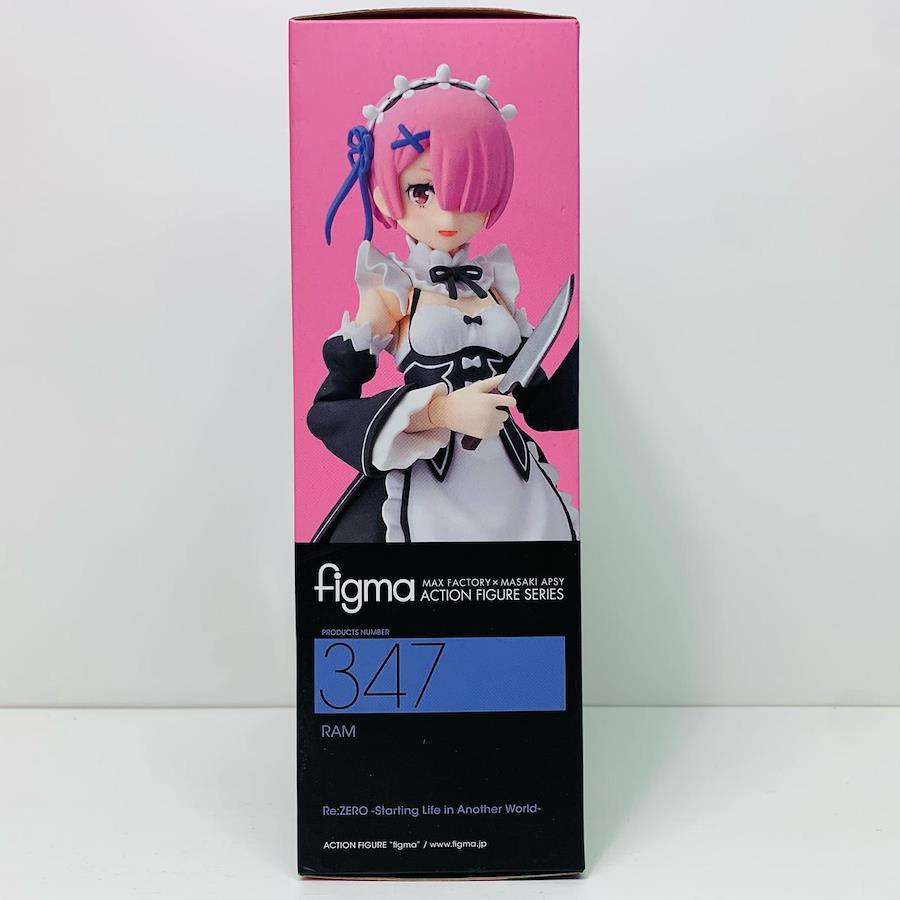 figma MAX FACTORY × MASAKI APSY
ACTION FIGURE SERIES
PRODUCTS NUMBER
347
RAM
Re:ZERO -Starting Life in Another World-
ACTION FIGURE "figma" / www.figma.jp